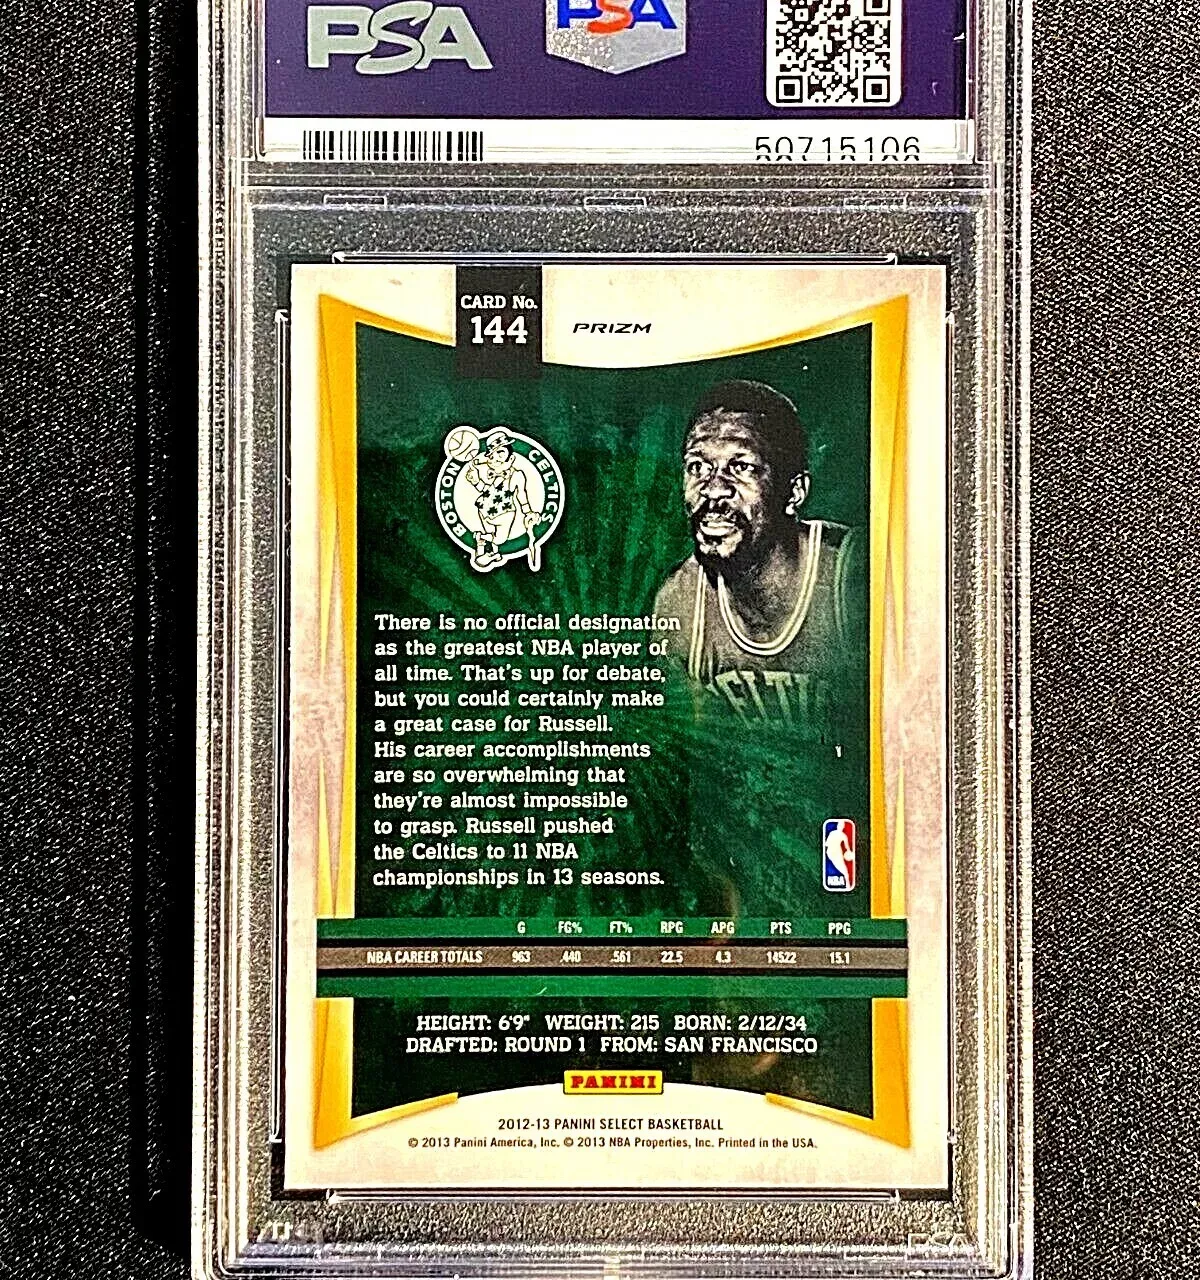 PSA
PSA
50715106
CARD No.
144
PRIZM
BOSTON CELTICS
There is no official designation
as the greatest NBA player of
all time. That's up for debate,
but you could certainly make
a great case for Russell.
His career accomplishments
are so overwhelming that
they're almost impossible
to grasp. Russell pushed
the Celtics to 11 NBA
championships in 13 seasons.
CELTI
NBA
G FG% FT% RPG APG PTS PPG
NBA CAREER TOTALS 963 .440 .561 22.5 4.3 14522 15.1
HEIGHT: 6'9" WEIGHT: 215 BORN: 2/12/34
DRAFTED: ROUND 1 FROM: SAN FRANCISCO
PANINI
2012-13 PANINI SELECT BASKETBALL
© 2013 Panini America, Inc. © 2013 NBA Properties, Inc. Printed in the USA.
PSA